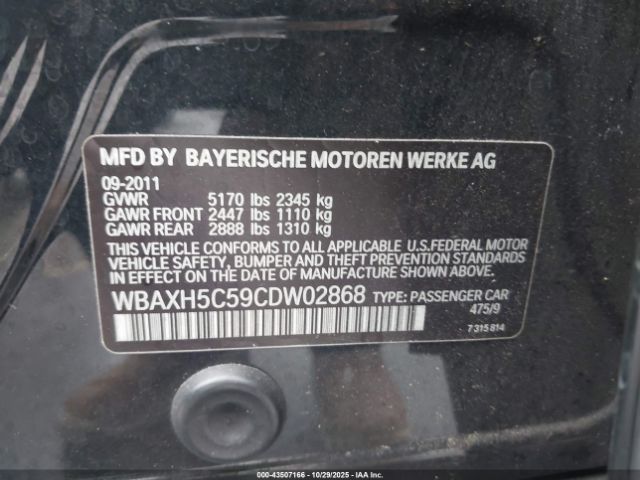 MFD BY BAYERISCHE MOTOREN WERKE AG
09-2011
GVWR 5170 lbs 2345 kg
GAWR FRONT 2447 lbs 1110 kg
GAWR REAR 2888 lbs 1310 kg
THIS VEHICLE CONFORMS TO ALL APPLICABLE U.S.FEDERAL MOTOR
VEHICLE SAFETY, BUMPER AND THEFT PREVENTION STANDARDS
IN EFFECT ON THE DATE OF MANUFACTURE SHOWN ABOVE.
WBAXH5C59CDW02868 TYPE: PASSENGER CAR
475/9
7 315 814
000-43507166 • 10/29/2025 • IAAI.COM